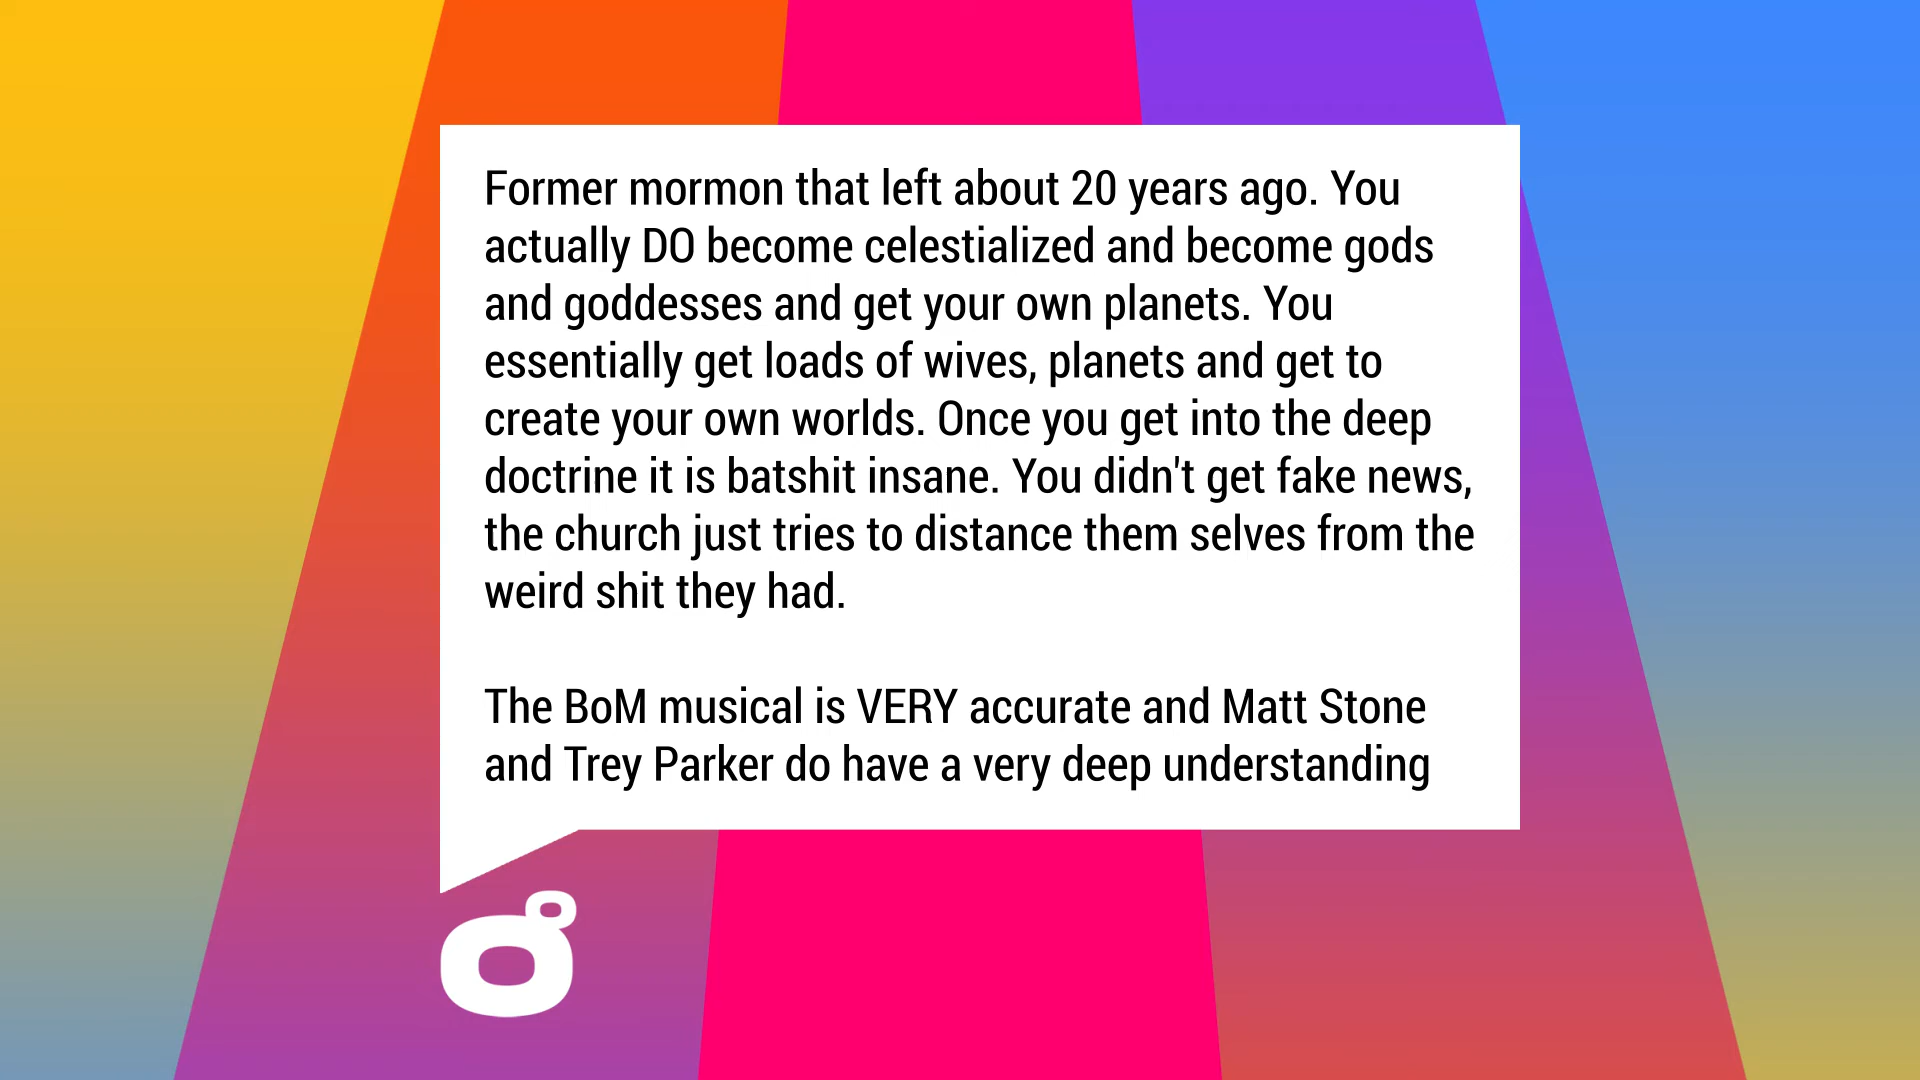 Former mormon that left about 20 years ago. You
actually DO become celestialized and become gods
and goddesses and get your own planets. You
essentially get loads of wives, planets and get to
create your own worlds. Once you get into the deep
doctrine it is batshit insane. You didn't get fake news,
the church just tries to distance them selves from the
weird shit they had.
The BoM musical is VERY accurate and Matt Stone
and Trey Parker do have a very deep understanding